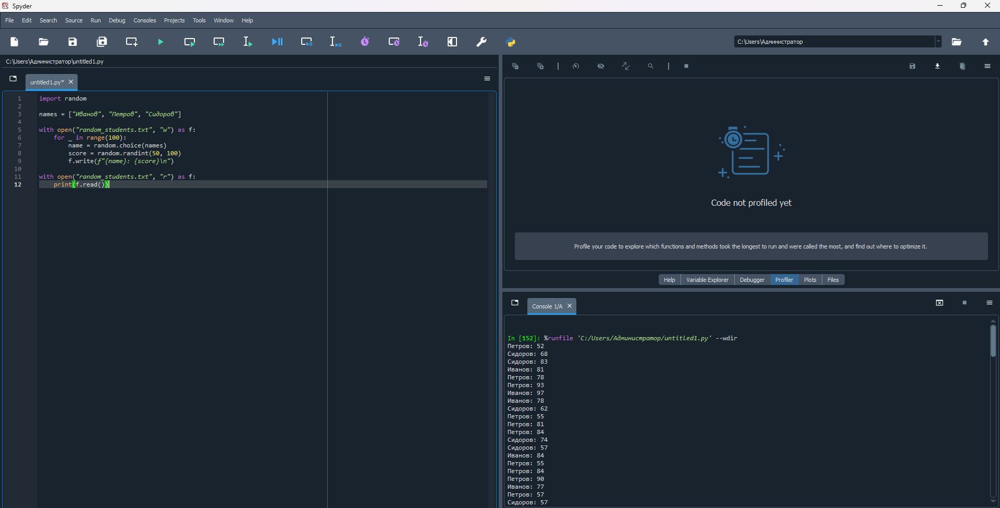 Spyder
File Edit Search Source Run Debug Consoles Projects Tools Window Help
C:\Users\Администратор
C:\Users\Администратор\untitled1.py
untitled1.py*
1 import random
2
3 names = ["Иванов", "Петров", "Сидоров"]
4
5 with open("random_students.txt", "w") as f:
6     for _ in range(100):
7         name = random.choice(names)
8         score = random.randint(50, 100)
9         f.write(f"{name}: {score}\n")
10
11 with open("random_students.txt", "r") as f:
12     print(f.read())
Code not profiled yet
Profile your code to explore which functions and methods took the longest to run and were called the most, and find out where to optimize it.
Help Variable Explorer Debugger Profiler Plots Files
Console 1/A
In [152]: %runfile 'C:/Users/Администратор/untitled1.py' --wdir
Петров: 52
Сидоров: 68
Сидоров: 83
Иванов: 81
Петров: 78
Петров: 93
Иванов: 97
Иванов: 78
Сидоров: 62
Петров: 55
Петров: 81
Петров: 84
Сидоров: 74
Сидоров: 57
Иванов: 84
Петров: 55
Петров: 84
Петров: 90
Иванов: 77
Петров: 57
Сидоров: 57